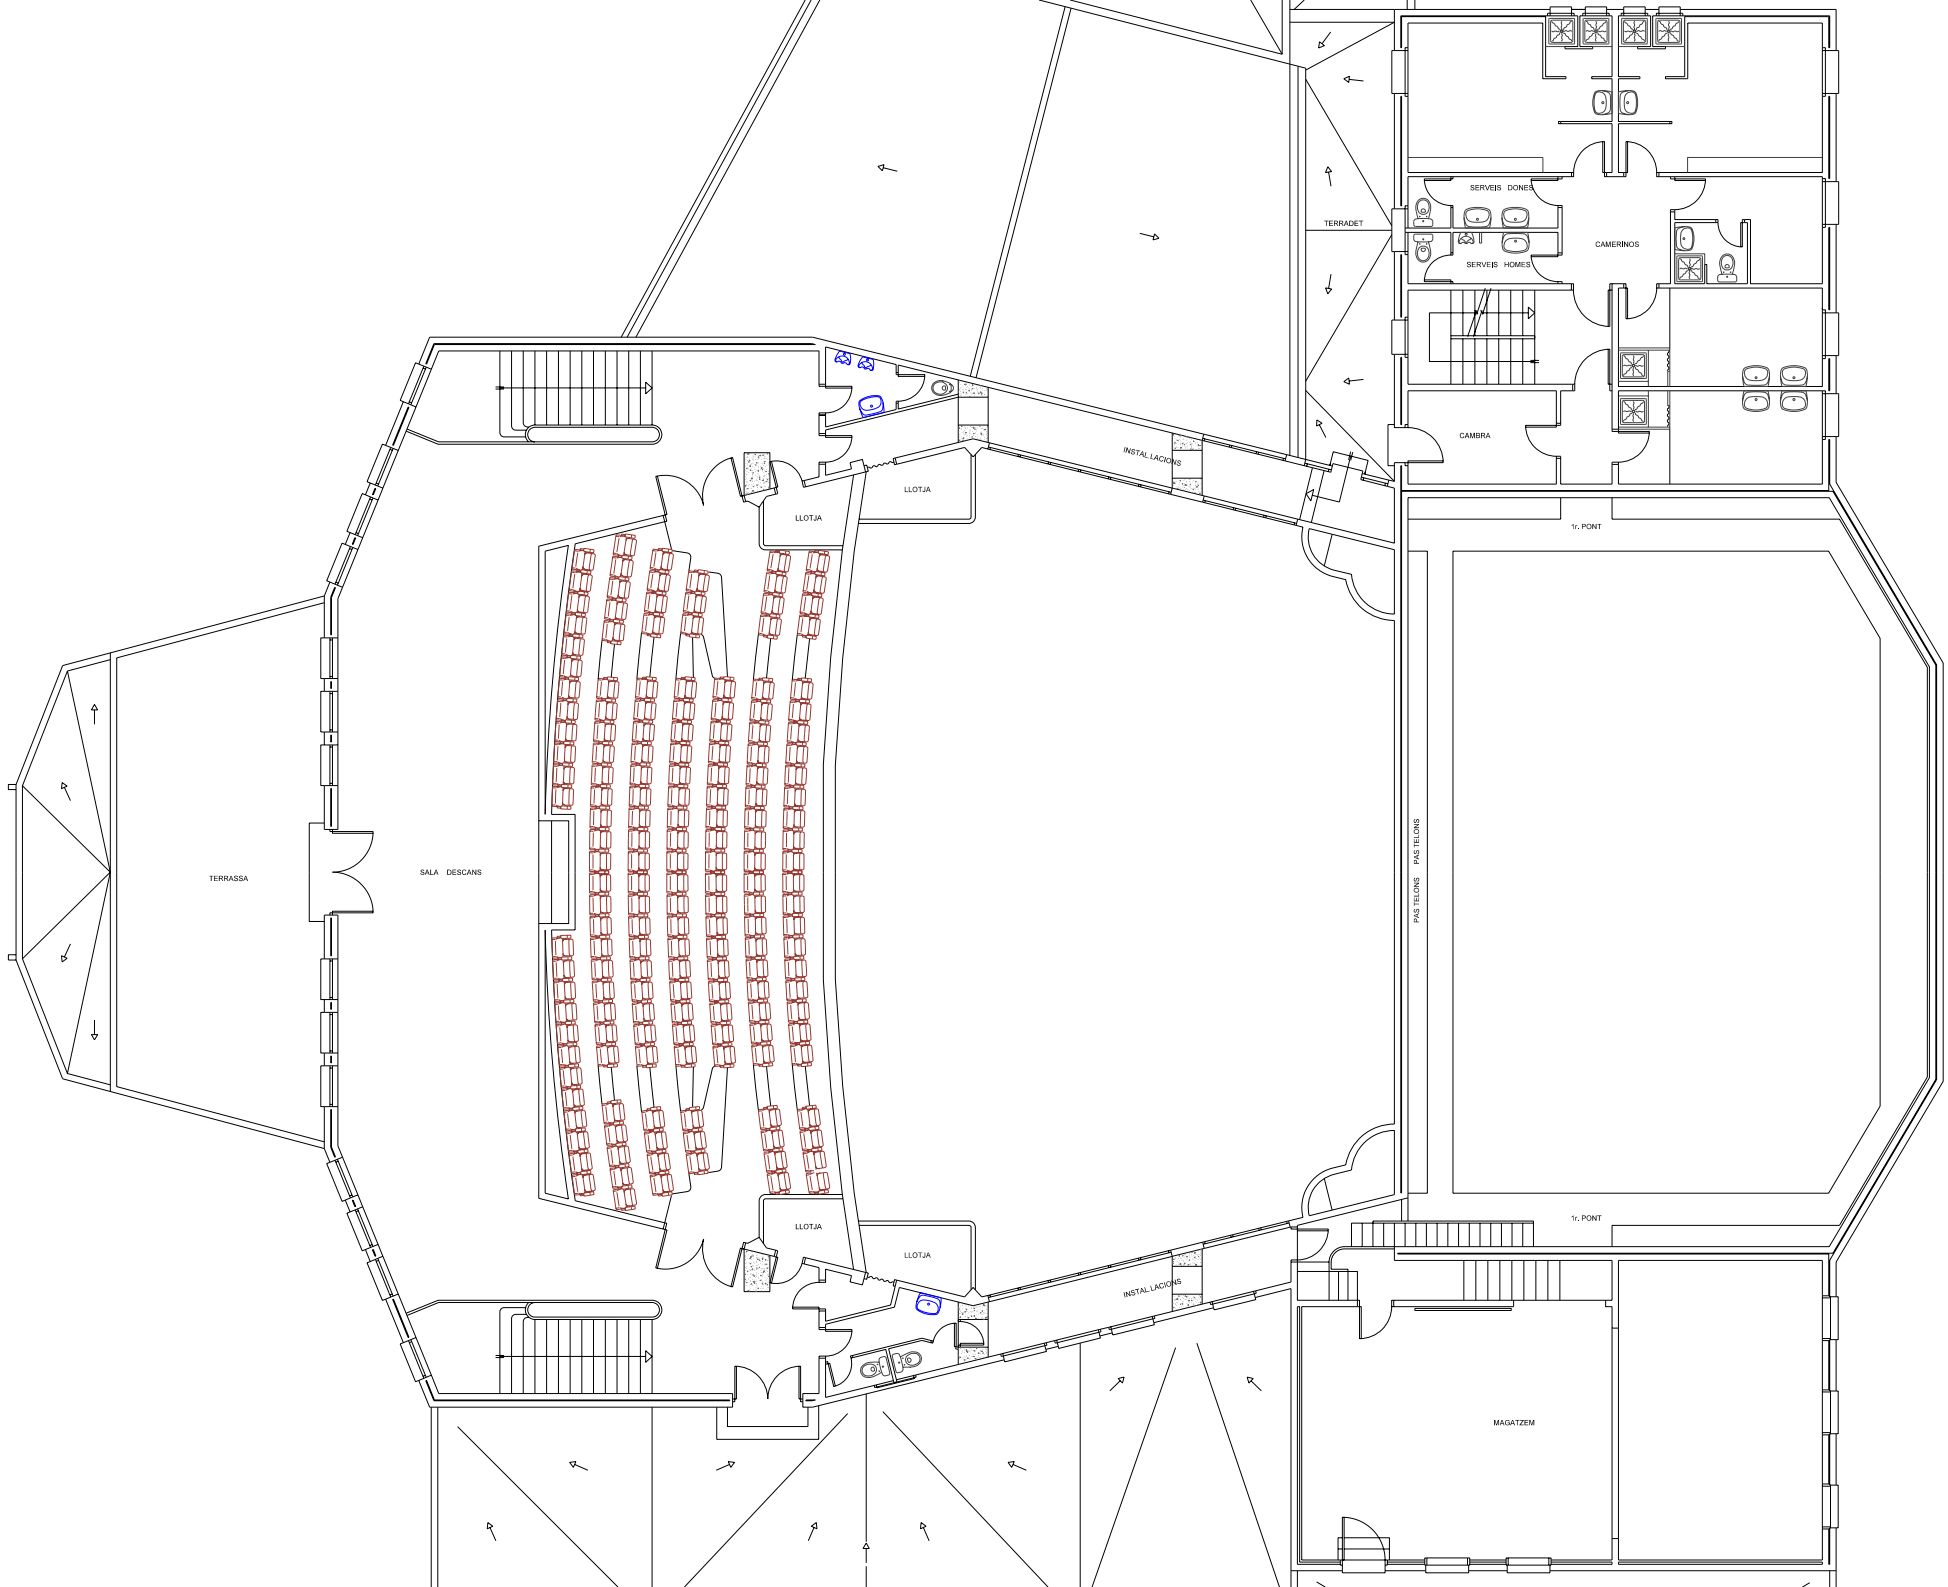 SERVEIS DONES
TERRADET
CAMERINOS
SERVEIS HOMES
CAMBRA
INSTAL.LACIONS
LLOTJA
LLOTJA
1r. PONT
PAS TELONS PAS TELONS
SALA DESCANS
TERRASSA
1r. PONT
LLOTJA
LLOTJA
INSTAL.LACIONS
MAGATZEM